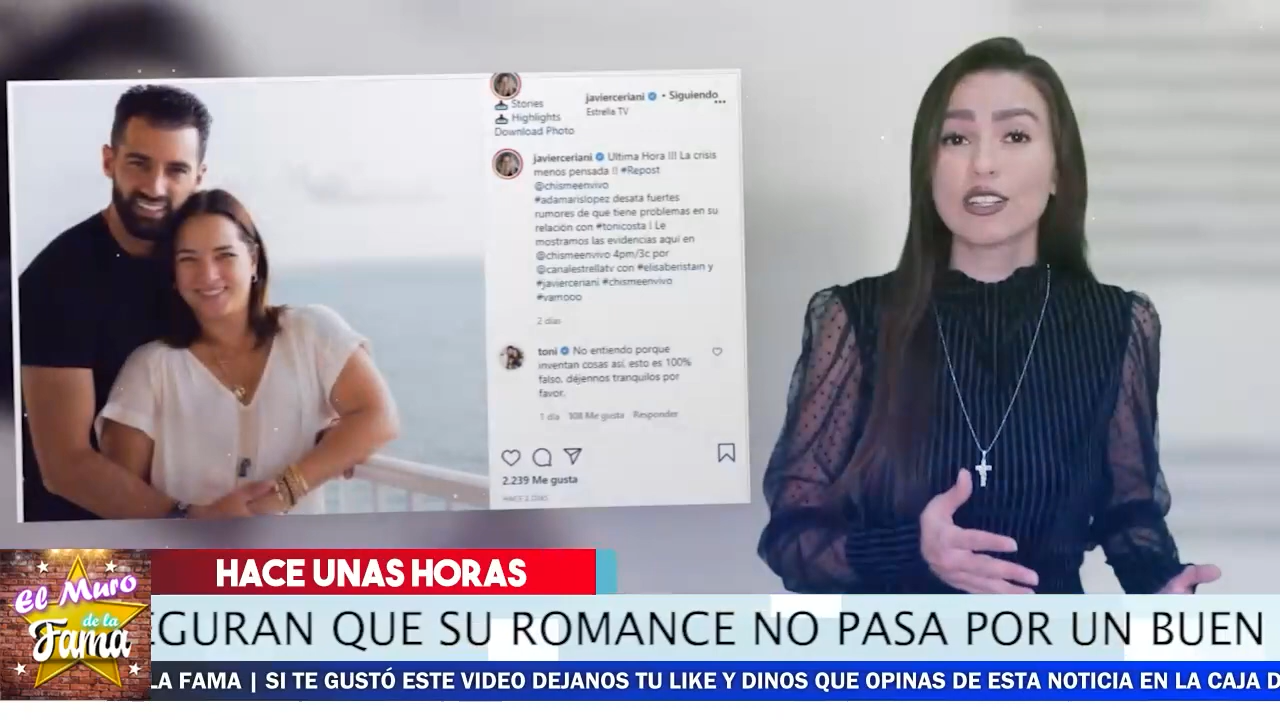 Stories
Highlights
Download Photo
javierceriani • Siguiendo
Estrella TV
...
javierceriani Ultima Hora !!! La crisis
menos pensada !! #Repost
@chismeenvivo
#adamarislopez desata fuertes
rumores de que tiene problemas en su
relación con #tonicosta ! Le
mostramos las evidencias aquí en
@chismeenvivo 4pm/3c por
@canalestrellatv con #elisaberistain y
#javierceriani #chismeenvivo
#vamooo
2 días
toni No entiendo porque
inventan cosas así, esto es 100%
falso, déjennos tranquilos por
favor.
1 día 108 Me gusta Responder
2.239 Me gusta
HACE 2 DÍAS
El Muro
de la
Fama
HACE UNAS HORAS
EGURAN QUE SU ROMANCE NO PASA POR UN BUEN
LA FAMA | SI TE GUSTÓ ESTE VIDEO DEJANOS TU LIKE Y DINOS QUE OPINAS DE ESTA NOTICIA EN LA CAJA D